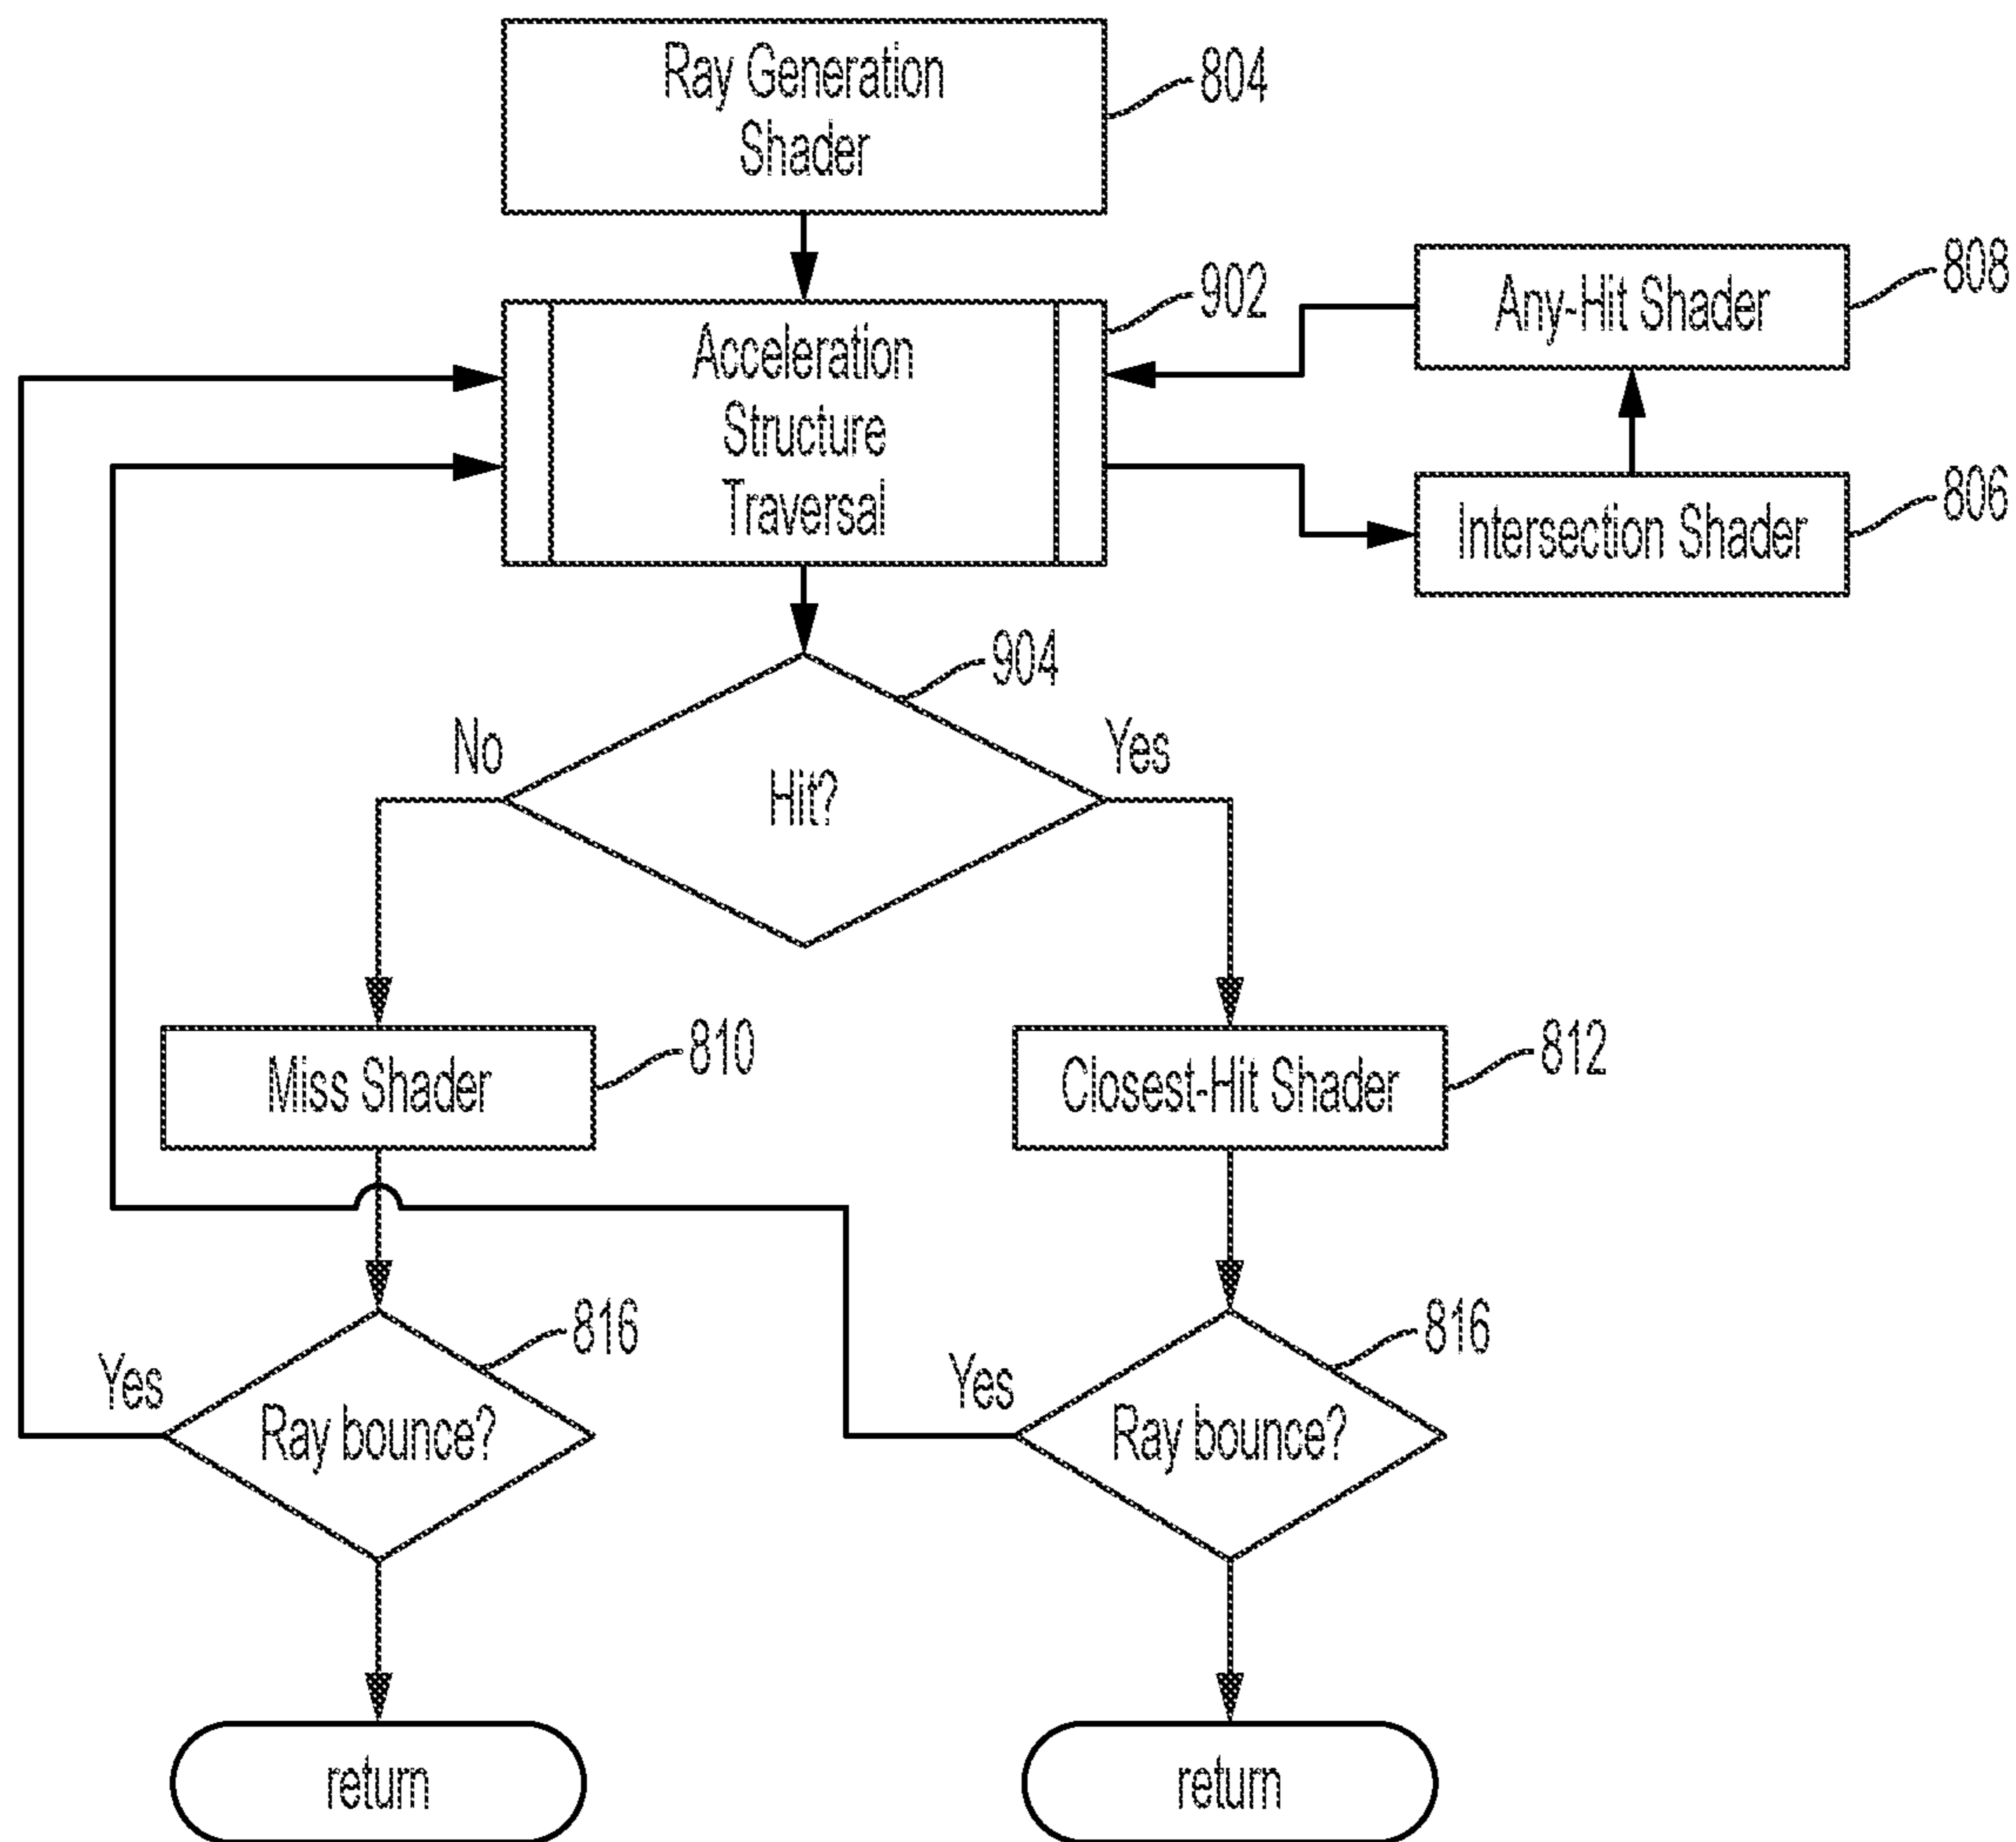 Ray Generation
Shader
804
Acceleration
Structure
Traversal
902
Any-Hit Shader
808
Intersection Shader
806
904
No
Hit?
Yes
Miss Shader
810
Closest-Hit Shader
812
Yes
Ray bounce?
816
Yes
Ray bounce?
816
return
return